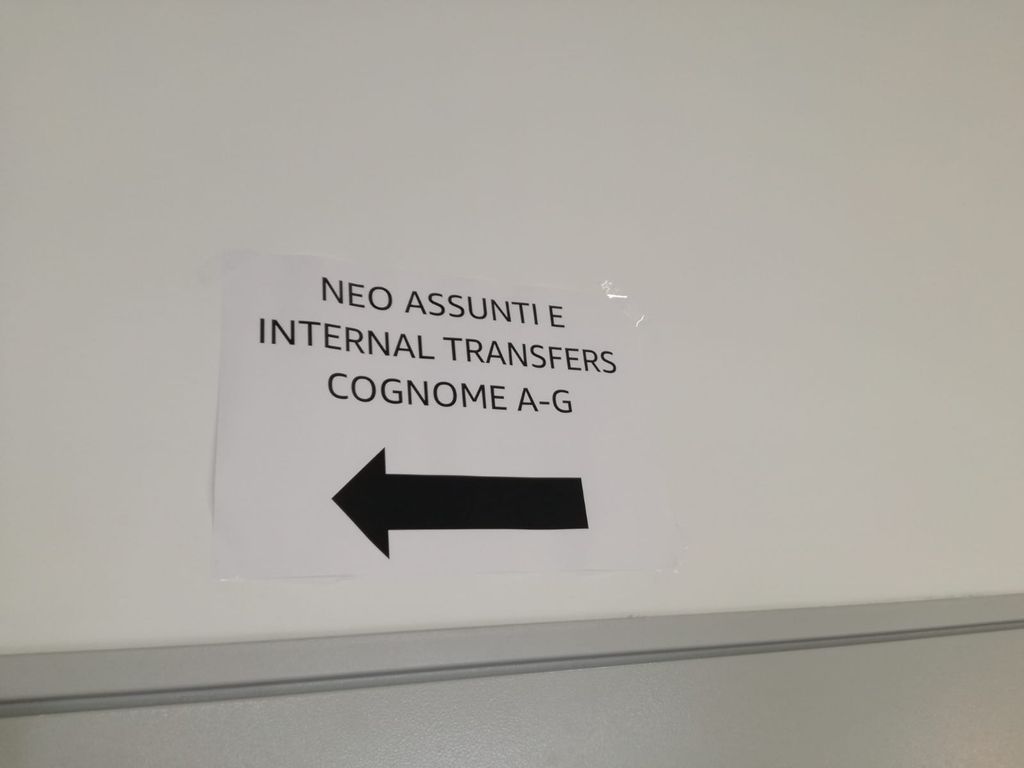 NEO ASSUNTI E
INTERNAL TRANSFERS
COGNOME A-G